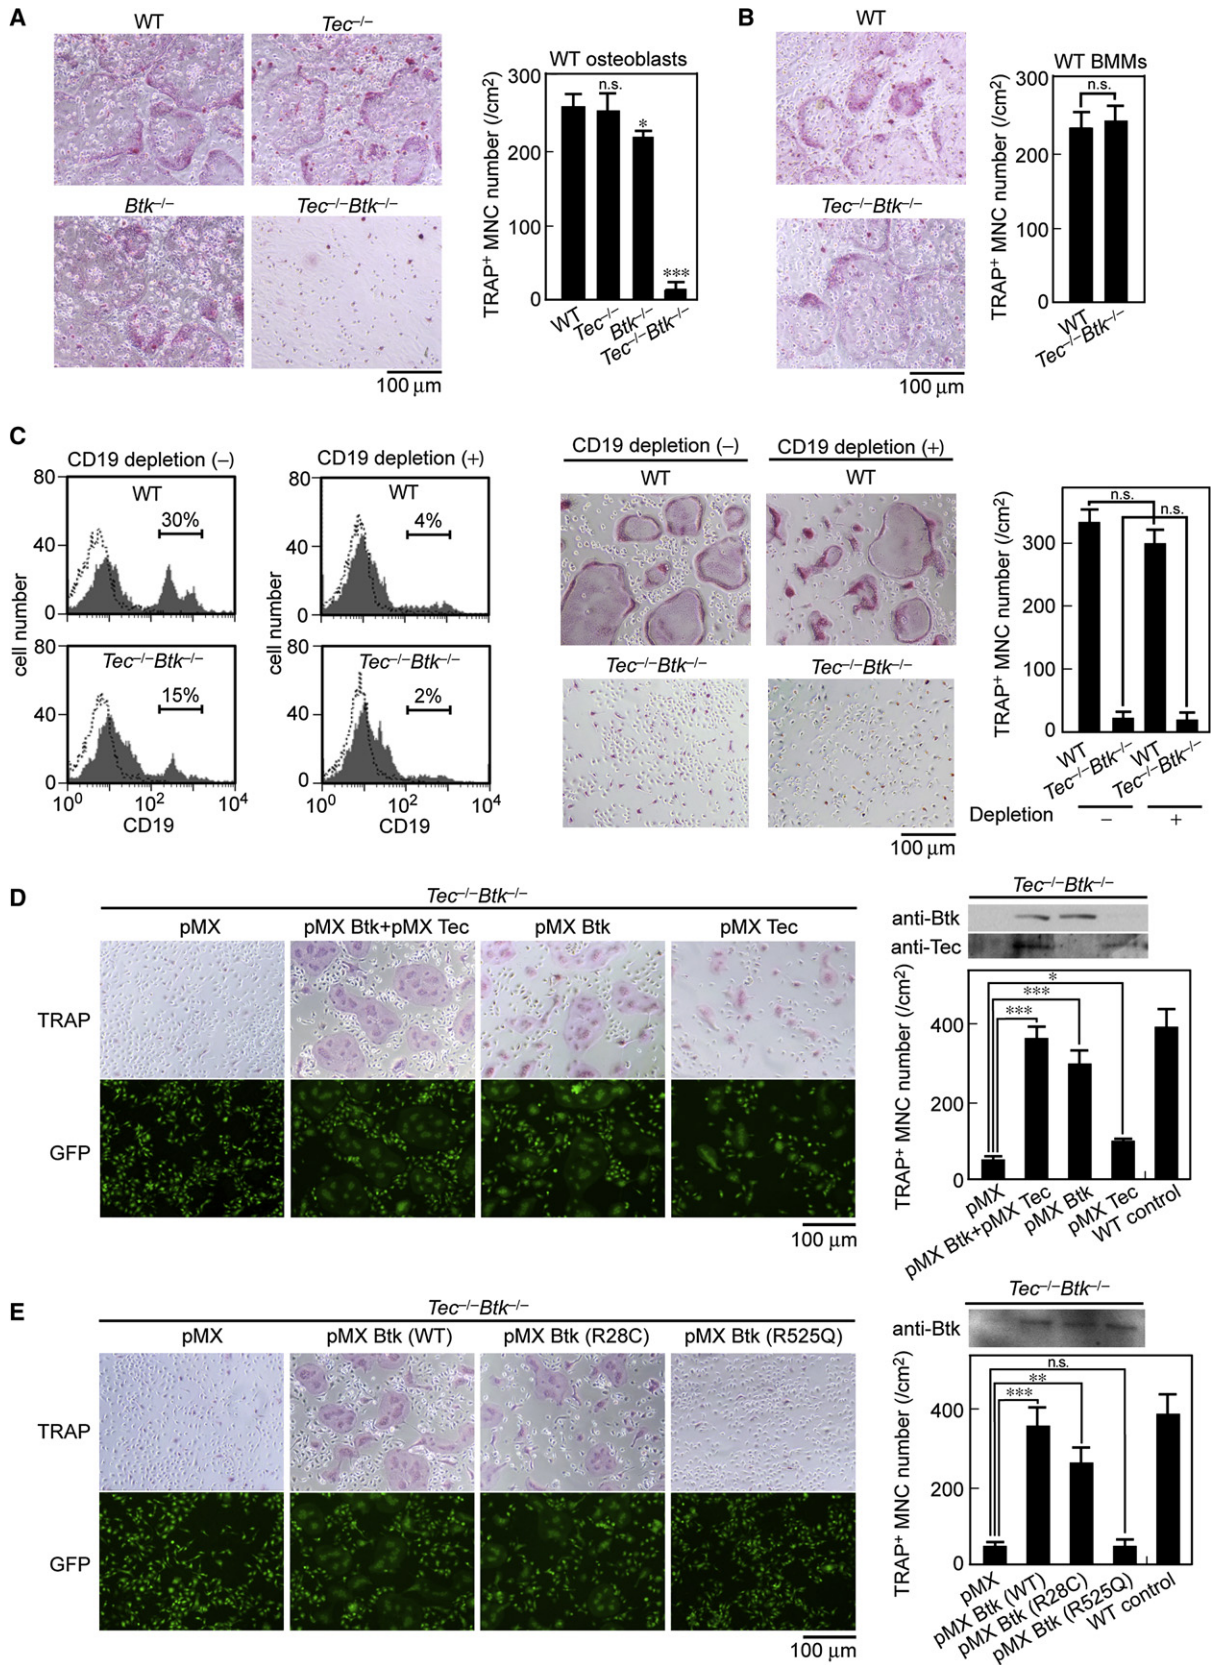 A
WT
Tec–/–
Btk–/–
Tec–/–Btk–/–
100 μm
WT osteoblasts
TRAP+ MNC number (/cm2)
300
200
100
0
n.s.
*
***
WT
Tec–/–
Btk–/–
Tec–/–Btk–/–
B
WT
Tec–/–Btk–/–
100 μm
WT BMMs
TRAP+ MNC number (/cm2)
300
200
100
0
n.s.
WT
Tec–/–Btk–/–
C
CD19 depletion (–)
CD19 depletion (+)
cell number
80
40
0
WT
30%
cell number
80
40
0
WT
4%
80
40
0
Tec–/–Btk–/–
15%
80
40
0
Tec–/–Btk–/–
2%
100 102 104
CD19
100 102 104
CD19
CD19 depletion (–)
CD19 depletion (+)
WT
WT
Tec–/–Btk–/–
Tec–/–Btk–/–
100 μm
TRAP+ MNC number (/cm2)
300
200
100
0
n.s.
n.s.
WT
Tec–/–Btk–/–
WT
Tec–/–Btk–/–
Depletion – +
D
Tec–/–Btk–/–
pMX
pMX Btk+pMX Tec
pMX Btk
pMX Tec
TRAP
GFP
100 μm
Tec–/–Btk–/–
anti-Btk
anti-Tec
TRAP+ MNC number (/cm2)
400
200
0
*
***
***
pMX
pMX Btk+pMX Tec
pMX Btk
pMX Tec
WT control
E
Tec–/–Btk–/–
pMX
pMX Btk (WT)
pMX Btk (R28C)
pMX Btk (R525Q)
TRAP
GFP
100 μm
Tec–/–Btk–/–
anti-Btk
TRAP+ MNC number (/cm2)
400
200
0
n.s.
**
***
pMX
pMX Btk (WT)
pMX Btk (R28C)
pMX Btk (R525Q)
WT control